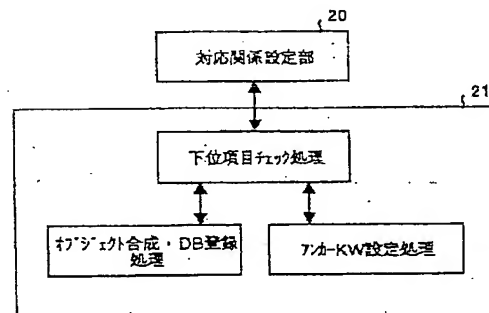 20
対応関係設定部
21
下位項目チェック処理
オブジェクト合成・DB登録
処理
アンカーKW設定処理